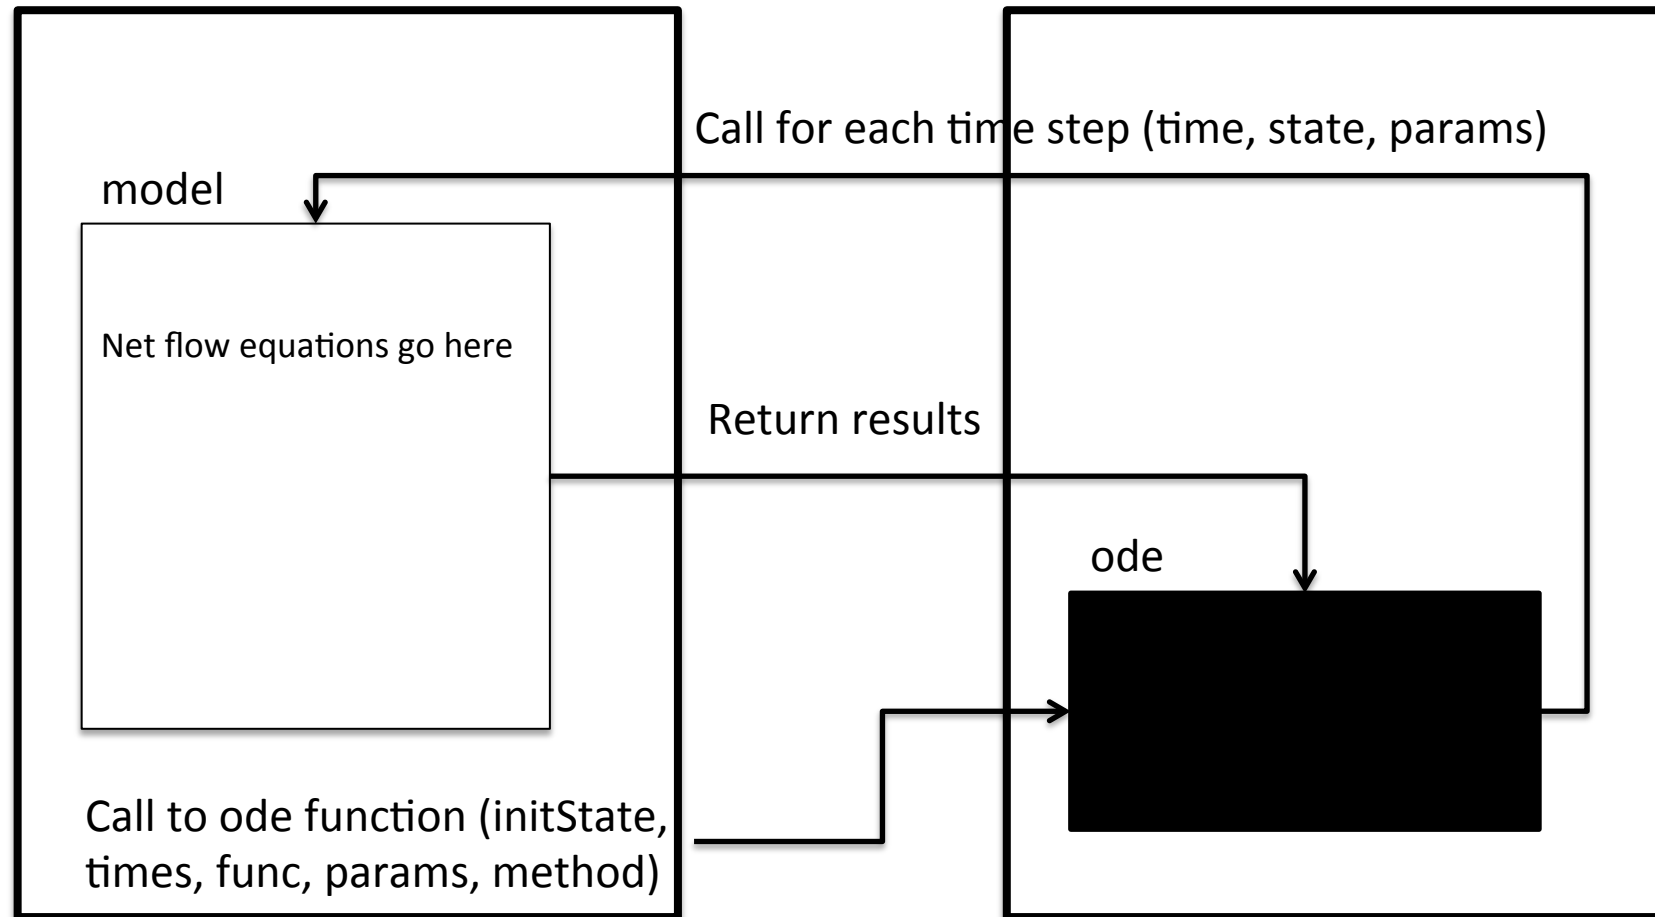 Call for each time step (time, state, params)
model
Net flow equations go here
Return results
ode
Call to ode function (initState,
times, func, params, method)